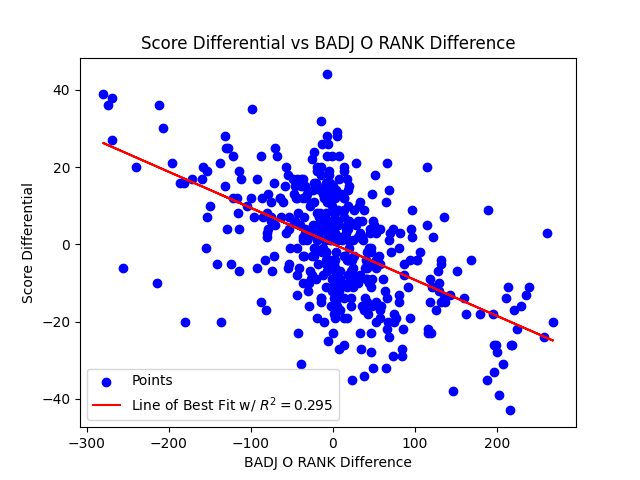 Score Differential vs BADJ O RANK Difference
Score Differential
40
20
0
−20
−40
Points
Line of Best Fit w/ R² = 0.295
−300 −200 −100 0 100 200
BADJ O RANK Difference